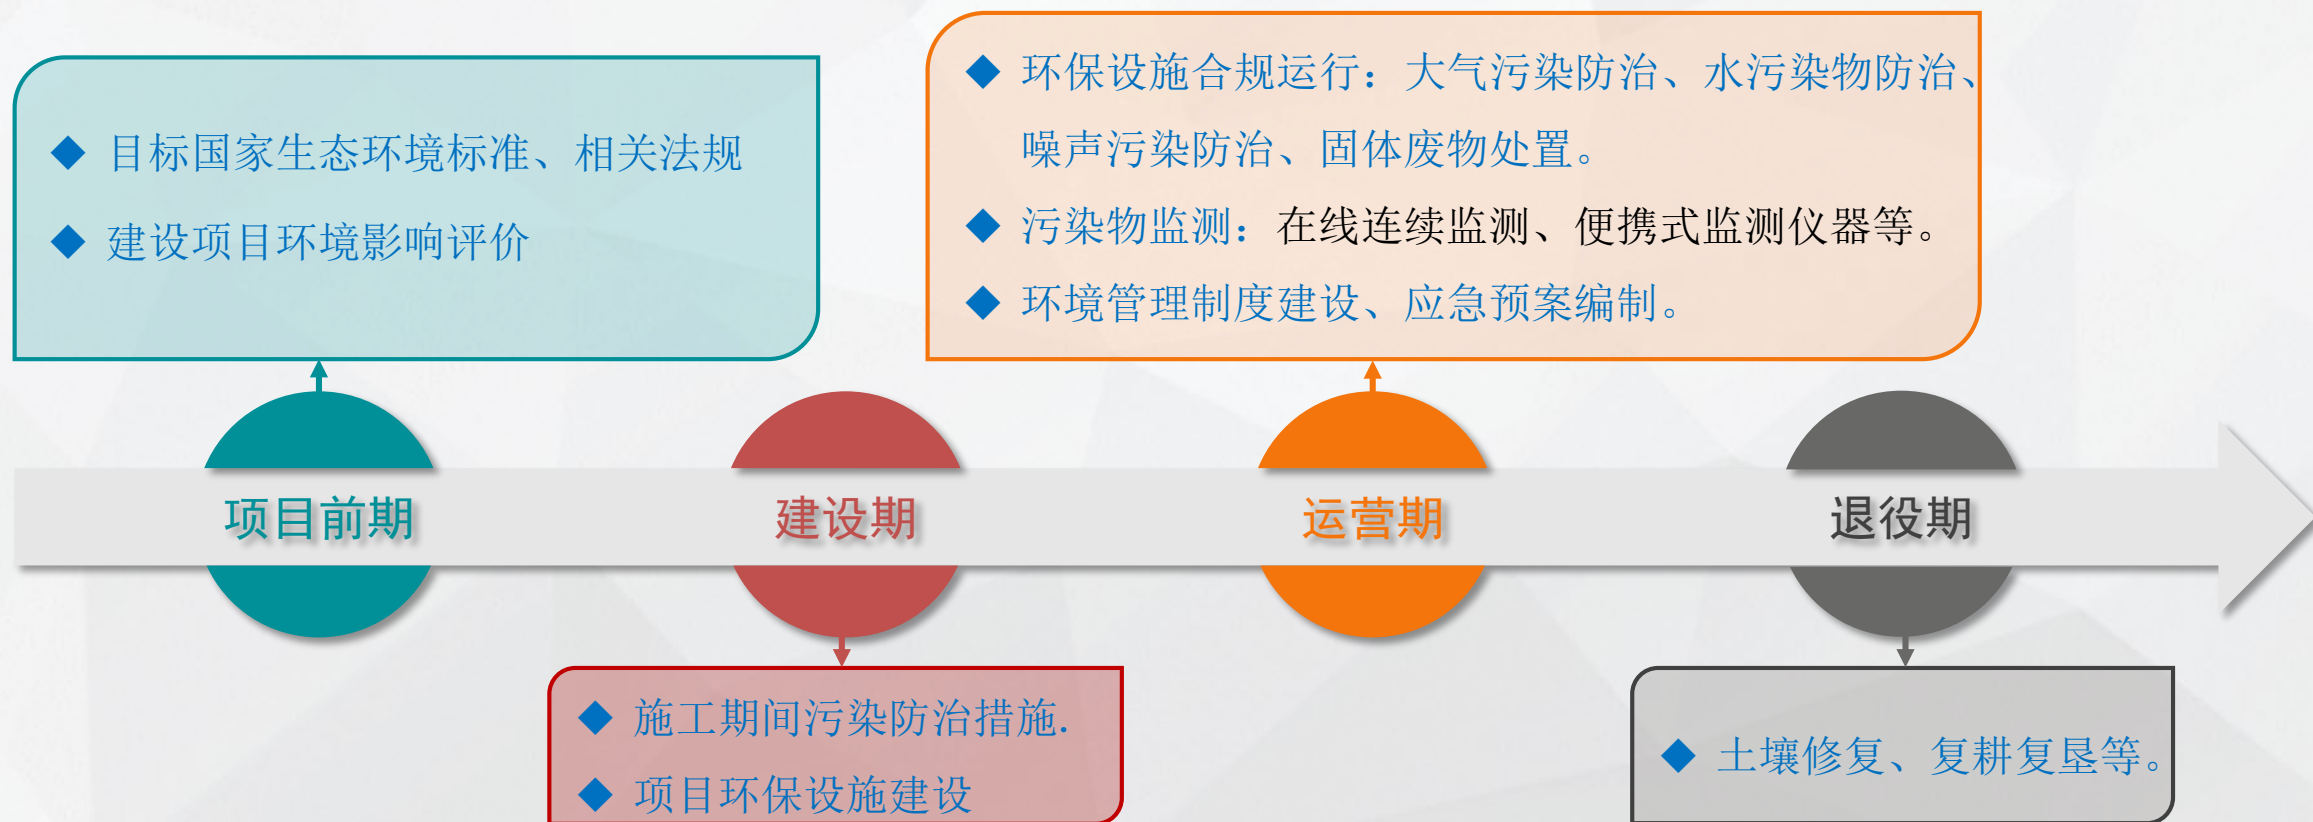 ◆ 目标国家生态环境标准、相关法规
◆ 建设项目环境影响评价
◆ 环保设施合规运行：大气污染防治、水污染物防治、
噪声污染防治、固体废物处置。
◆ 污染物监测：在线连续监测、便携式监测仪器等。
◆ 环境管理制度建设、应急预案编制。
项目前期
建设期
运营期
退役期
◆ 施工期间污染防治措施.
◆ 项目环保设施建设
◆ 土壤修复、复耕复垦等。